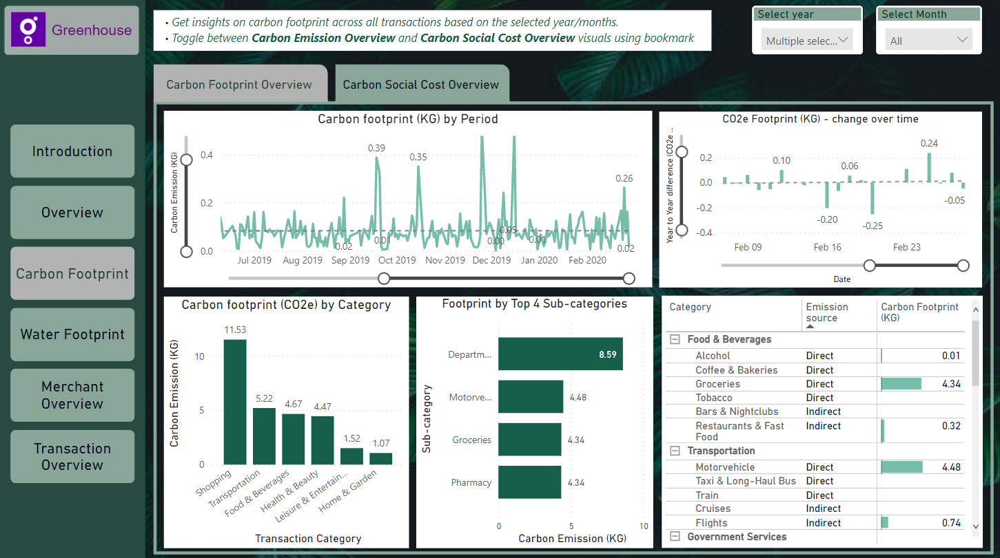 Greenhouse
• Get insights on carbon footprint across all transactions based on the selected year/months.
• Toggle between Carbon Emission Overview and Carbon Social Cost Overview visuals using bookmark
Select year
Multiple selec...
Select Month
All
Carbon Footprint Overview
Carbon Social Cost Overview
Introduction
Overview
Carbon Footprint
Water Footprint
Merchant
Overview
Transaction
Overview
Carbon footprint (KG) by Period
Carbon Emission (KG)
0.4
0.2
0.0
0.39
0.35
0.26
0.02
0.01
0.00
0.05
0.01
0.02
Jul 2019 Aug 2019 Sep 2019 Oct 2019 Nov 2019 Dec 2019 Jan 2020 Feb 2020
CO2e Footprint (KG) - change over time
Year to Year difference (CO2e ...
0.2
0.0
-0.2
-0.4
0.10
0.06
0.24
-0.20
-0.25
-0.05
Feb 09 Feb 16 Feb 23
Date
Carbon footprint (CO2e) by Category
Carbon Emission (KG)
10
5
0
11.53
5.22
4.67
4.47
1.52
1.07
Shopping
Transportation
Food & Beverages
Health & Beauty
Leisure & Entertain...
Home & Garden
Transaction Category
Footprint by Top 4 Sub-categories
Sub-category
Departm... 8.59
Motorve... 4.48
Groceries 4.34
Pharmacy 4.34
0 5 10
Carbon Emission (KG)
Category Emission source Carbon Footprint (KG)
Food & Beverages
Alcohol Direct 0.01
Coffee & Bakeries Direct
Groceries Direct 4.34
Tobacco Direct
Bars & Nightclubs Indirect
Restaurants & Fast Food Indirect 0.32
Transportation
Motorvehicle Direct 4.48
Taxi & Long-Haul Bus Direct
Train Direct
Cruises Indirect
Flights Indirect 0.74
Government Services